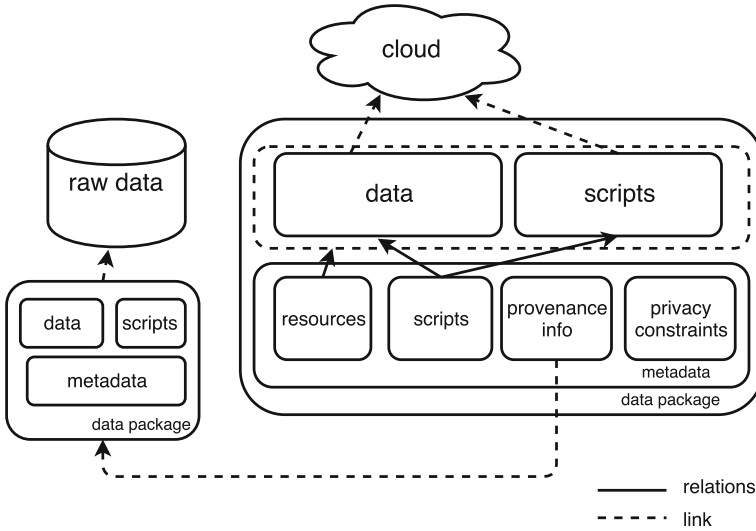 cloud
raw data
data
scripts
data
scripts
metadata
data package
resources
scripts
provenance
info
privacy
constraints
metadata
data package
relations
link